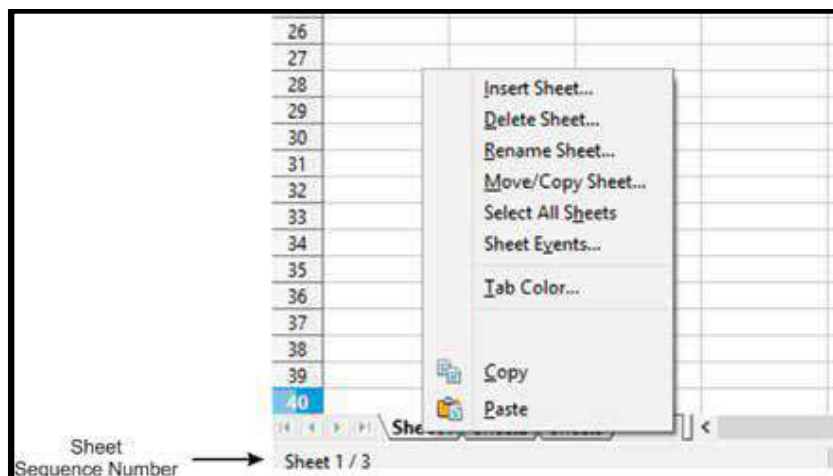 26
27
28
29
30
31
32
33
34
35
36
37
38
39
40
Insert Sheet...
Delete Sheet...
Rename Sheet...
Move/Copy Sheet...
Select All Sheets
Sheet Events...
Tab Color...
Copy
Paste
<
Sheet
Sequence Number
Sheet 1 / 3